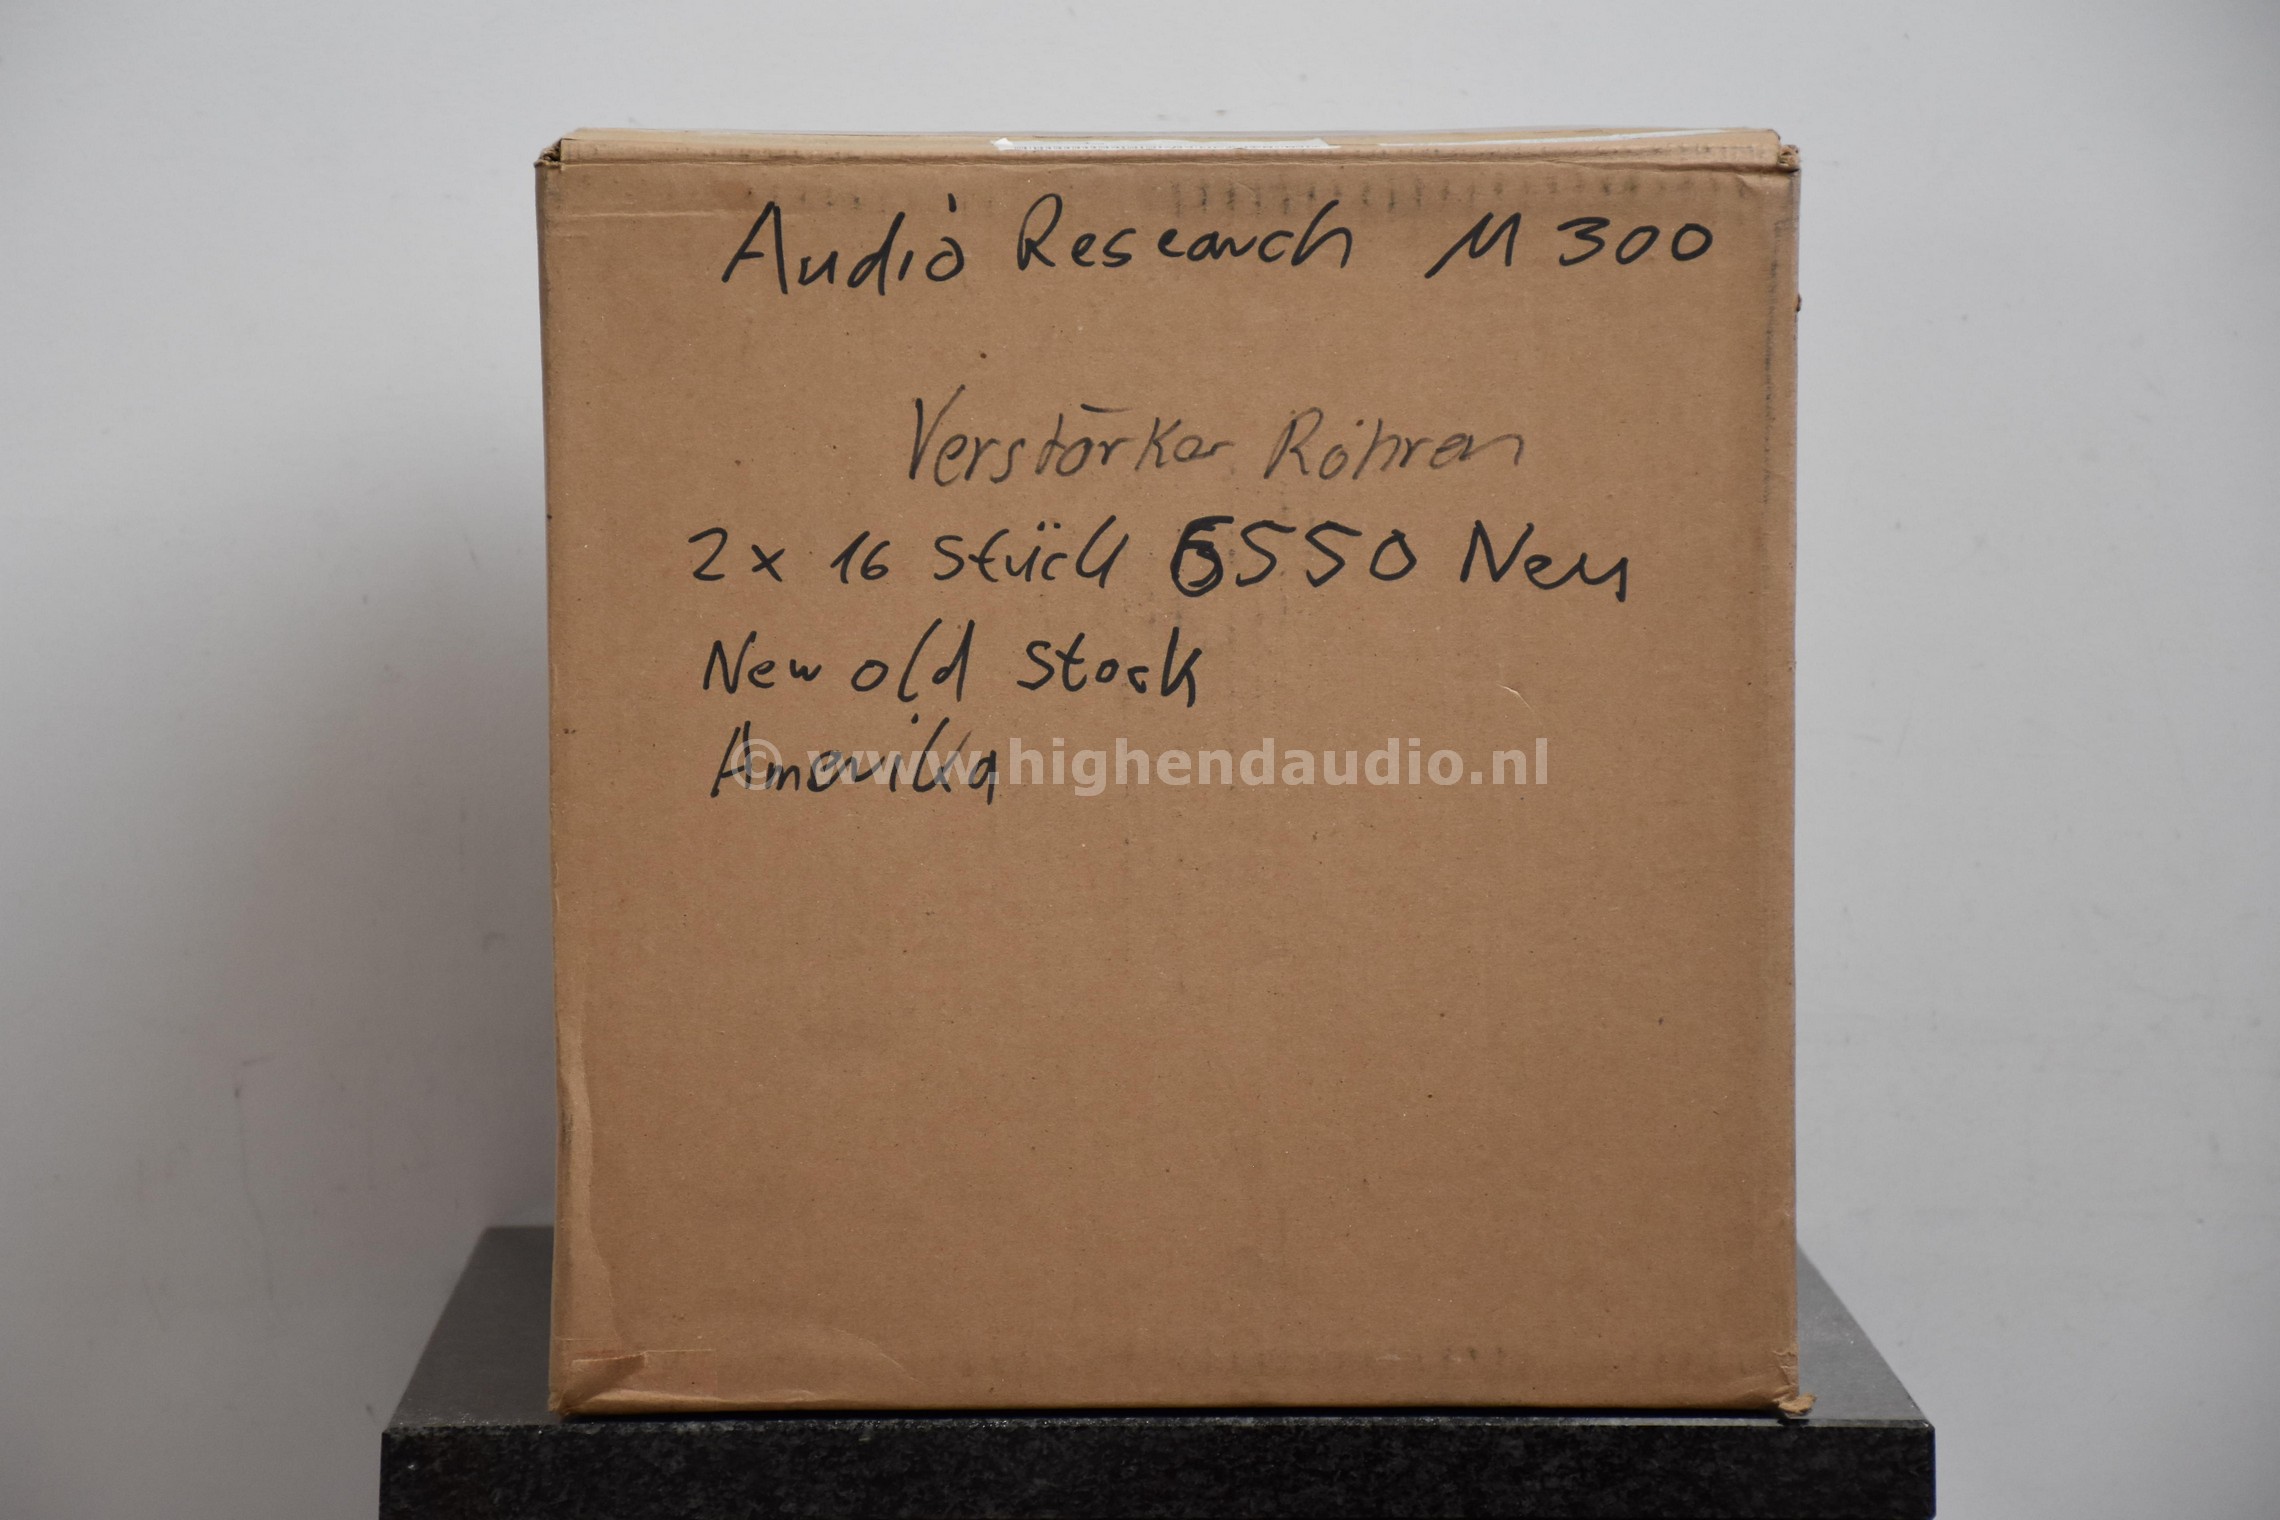 Audio Research M 300
Verstärker Röhren
2 x 16 Stück 6550 Neu
New old Stock
Amerika
© www.highendaudio.nl